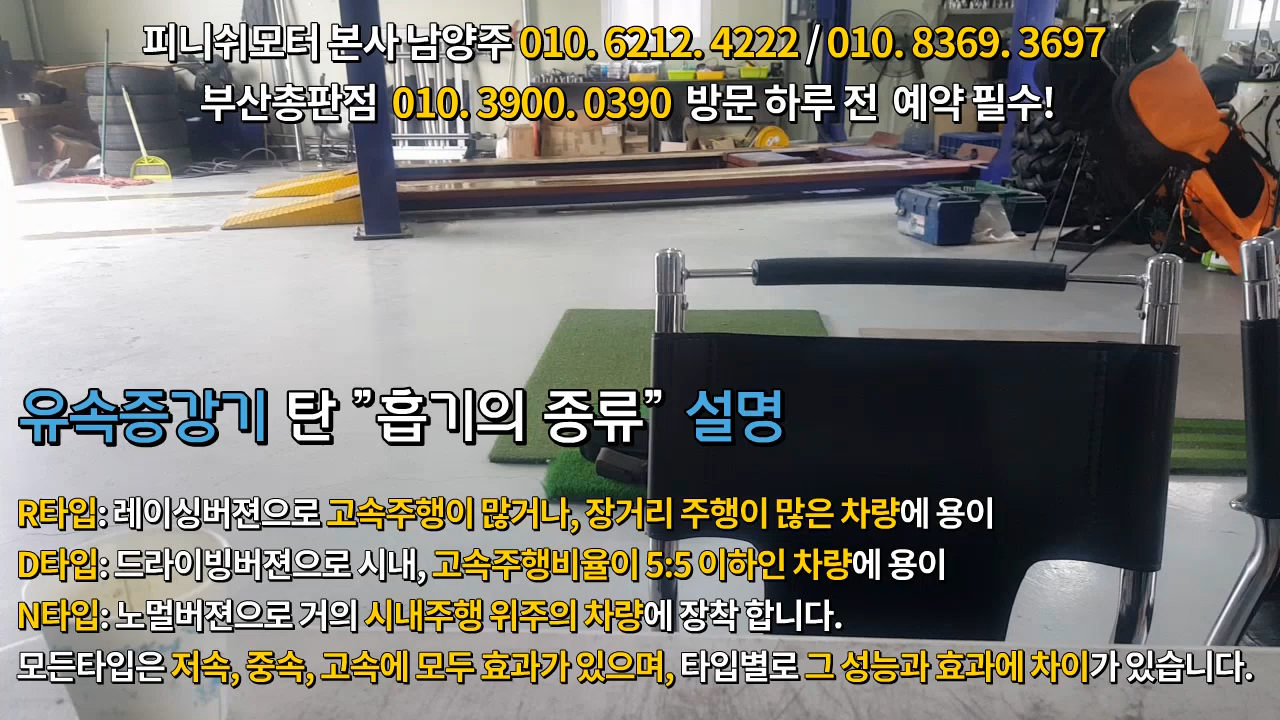 피니쉬모터 본사 남양주 010. 6212. 4222 / 010. 8369. 3697
부산총판점 010. 3900. 0390 방문 하루 전 예약 필수!
유속증강기 탄 "흡기의 종류" 설명
R타입: 레이싱버젼으로 고속주행이 많거나, 장거리 주행이 많은 차량에 용이
D타입: 드라이빙버젼으로 시내, 고속주행비율이 5:5 이하인 차량에 용이
N타입: 노멀버젼으로 거의 시내주행 위주의 차량에 장착 합니다.
모든타입은 저속, 중속, 고속에 모두 효과가 있으며, 타입별로 그 성능과 효과에 차이가 있습니다.